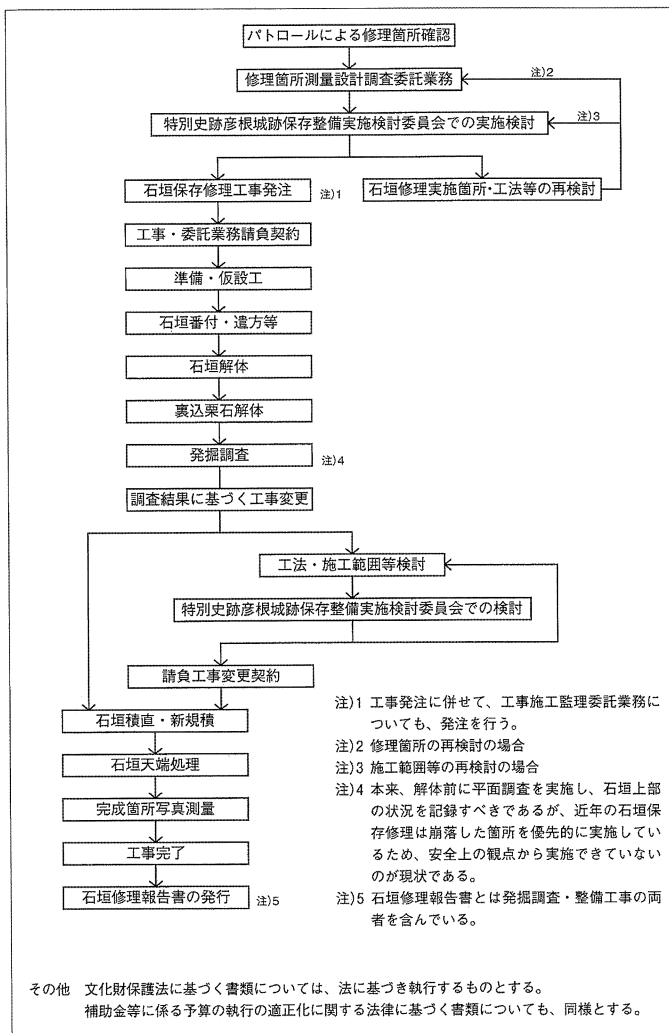 パトロールによる修理箇所確認
修理箇所測量設計調査委託業務
注)2
特別史跡彦根城跡保存整備実施検討委員会での実施検討
注)3
石垣保存修理工事発注
注)1
石垣修理実施箇所・工法等の再検討
工事・委託業務請負契約
準備・仮設工
石垣番付・遣方等
石垣解体
裏込栗石解体
発掘調査
注)4
調査結果に基づく工事変更
工法・施工範囲等検討
特別史跡彦根城跡保存整備実施検討委員会での検討
請負工事変更契約
石垣積直・新規積
石垣天端処理
完成箇所写真測量
工事完了
石垣修理報告書の発行
注)5
注)1 工事発注に併せて、工事施工監理委託業務に
ついても、発注を行う。
注)2 修理箇所の再検討の場合
注)3 施工範囲等の再検討の場合
注)4 本来、解体前に平面調査を実施し、石垣上部
の状況を記録すべきであるが、近年の石垣保
存修理は崩落した箇所を優先的に実施してい
るため、安全上の観点から実施できていない
のが現状である。
注)5 石垣修理報告書とは発掘調査・整備工事の両
者を含んでいる。
その他 文化財保護法に基づく書類については、法に基づき執行するものとする。
補助金等に係る予算の執行の適正化に関する法律に基づく書類についても、同様とする。